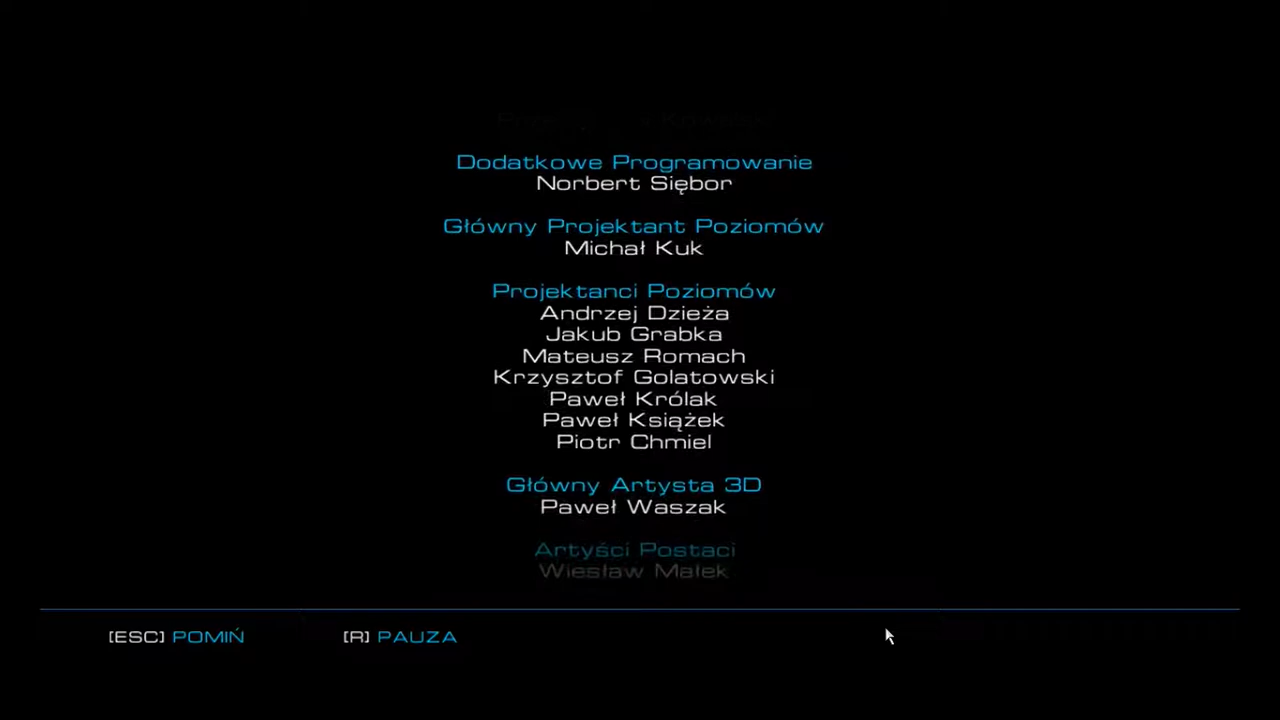 Dodatkowe Programowanie
Norbert Siębor
Główny Projektant Poziomów
Michał Kuk
Projektanci Poziomów
Andrzej Dzieża
Jakub Grabka
Mateusz Romach
Krzysztof Golatowski
Paweł Królak
Paweł Książek
Piotr Chmiel
Główny Artysta 3D
Paweł Waszak
Artyści Postaci
Wiesław Małek
[ESC] POMIŃ
[R] PAUZA